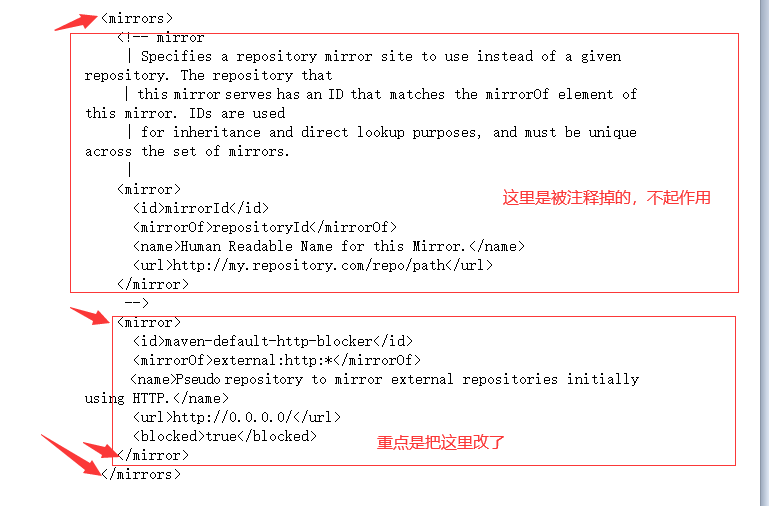 <mirrors>
<!-- mirror
| Specifies a repository mirror site to use instead of a given
repository. The repository that
| this mirror serves has an ID that matches the mirrorOf element of
this mirror. IDs are used
| for inheritance and direct lookup purposes, and must be unique
across the set of mirrors.
|
<mirror>
这里是被注释掉的，不起作用
<id>mirrorId</id>
<mirrorOf>repositoryId</mirrorOf>
<name>Human Readable Name for this Mirror.</name>
<url>http://my.repository.com/repo/path</url>
</mirror>
-->
<mirror>
<id>maven-default-http-blocker</id>
<mirrorOf>external:http:*</mirrorOf>
<name>Pseudo repository to mirror external repositories initially
using HTTP.</name>
<url>http://0.0.0.0/</url>
<blocked>true</blocked>
重点是把这里改了
</mirror>
</mirrors>